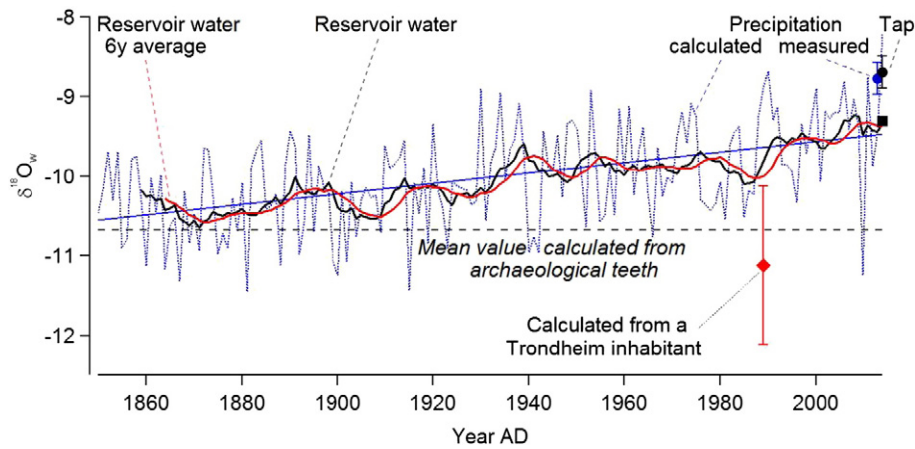 Reservoir water
6y average
Reservoir water
Precipitation
calculated measured
Tap
-8
-9
-10
-11
-12
δ18Ow
Mean value calculated from
archaeological teeth
Calculated from a
Trondheim inhabitant
1860 1880 1900 1920 1940 1960 1980 2000
Year AD